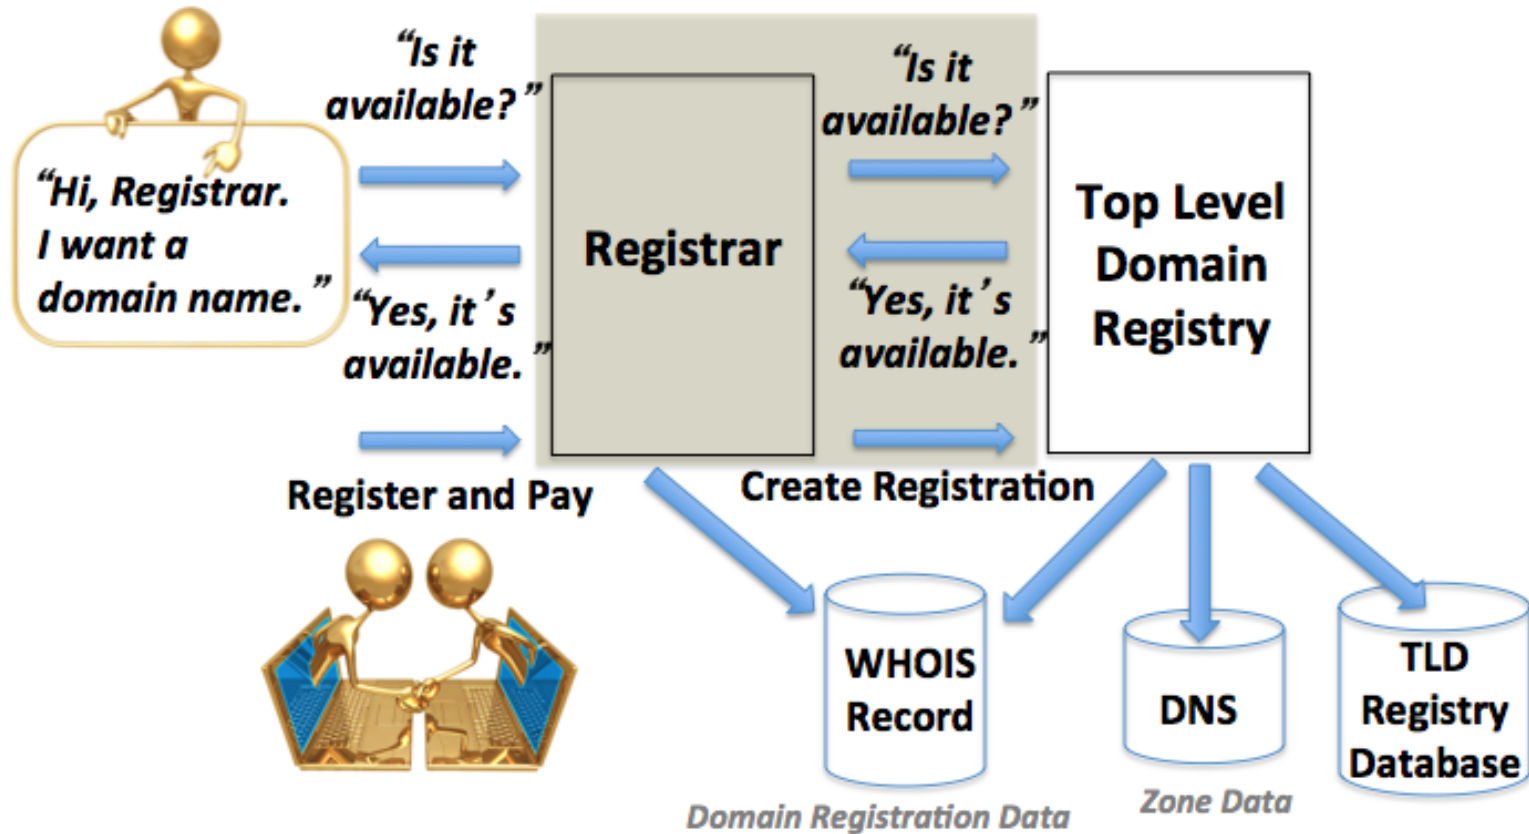 “Is it
available?”
“Hi, Registrar.
I want a
domain name.”
“Yes, it's
available.”
Register and Pay
Registrar
“Is it
available?”
“Yes, it's
available.”
Create Registration
Top Level
Domain
Registry
WHOIS
Record
DNS
TLD
Registry
Database
Domain Registration Data
Zone Data